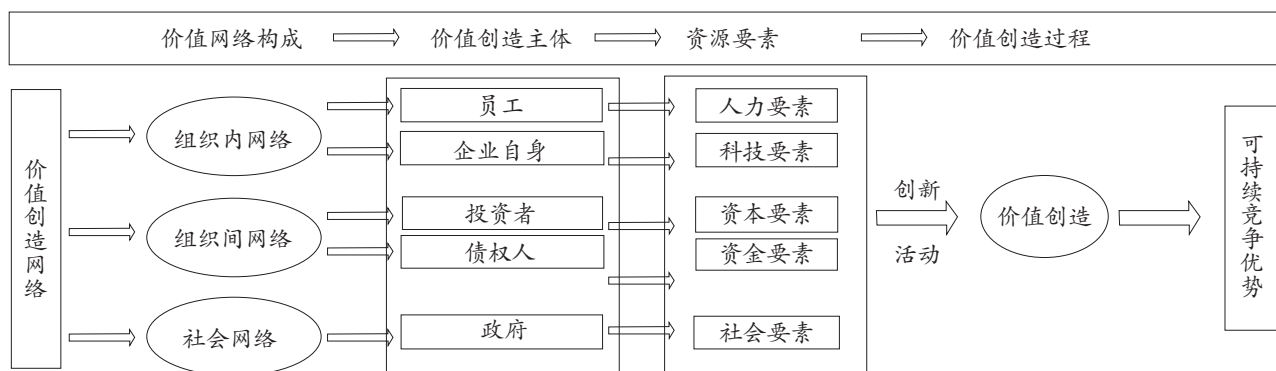 价值网络构成 价值创造主体 资源要素 价值创造过程
价值创造网络
组织内网络
组织间网络
社会网络
员工
企业自身
投资者
债权人
政府
人力要素
科技要素
资本要素
资金要素
社会要素
创新
活动
价值创造
可持续竞争优势